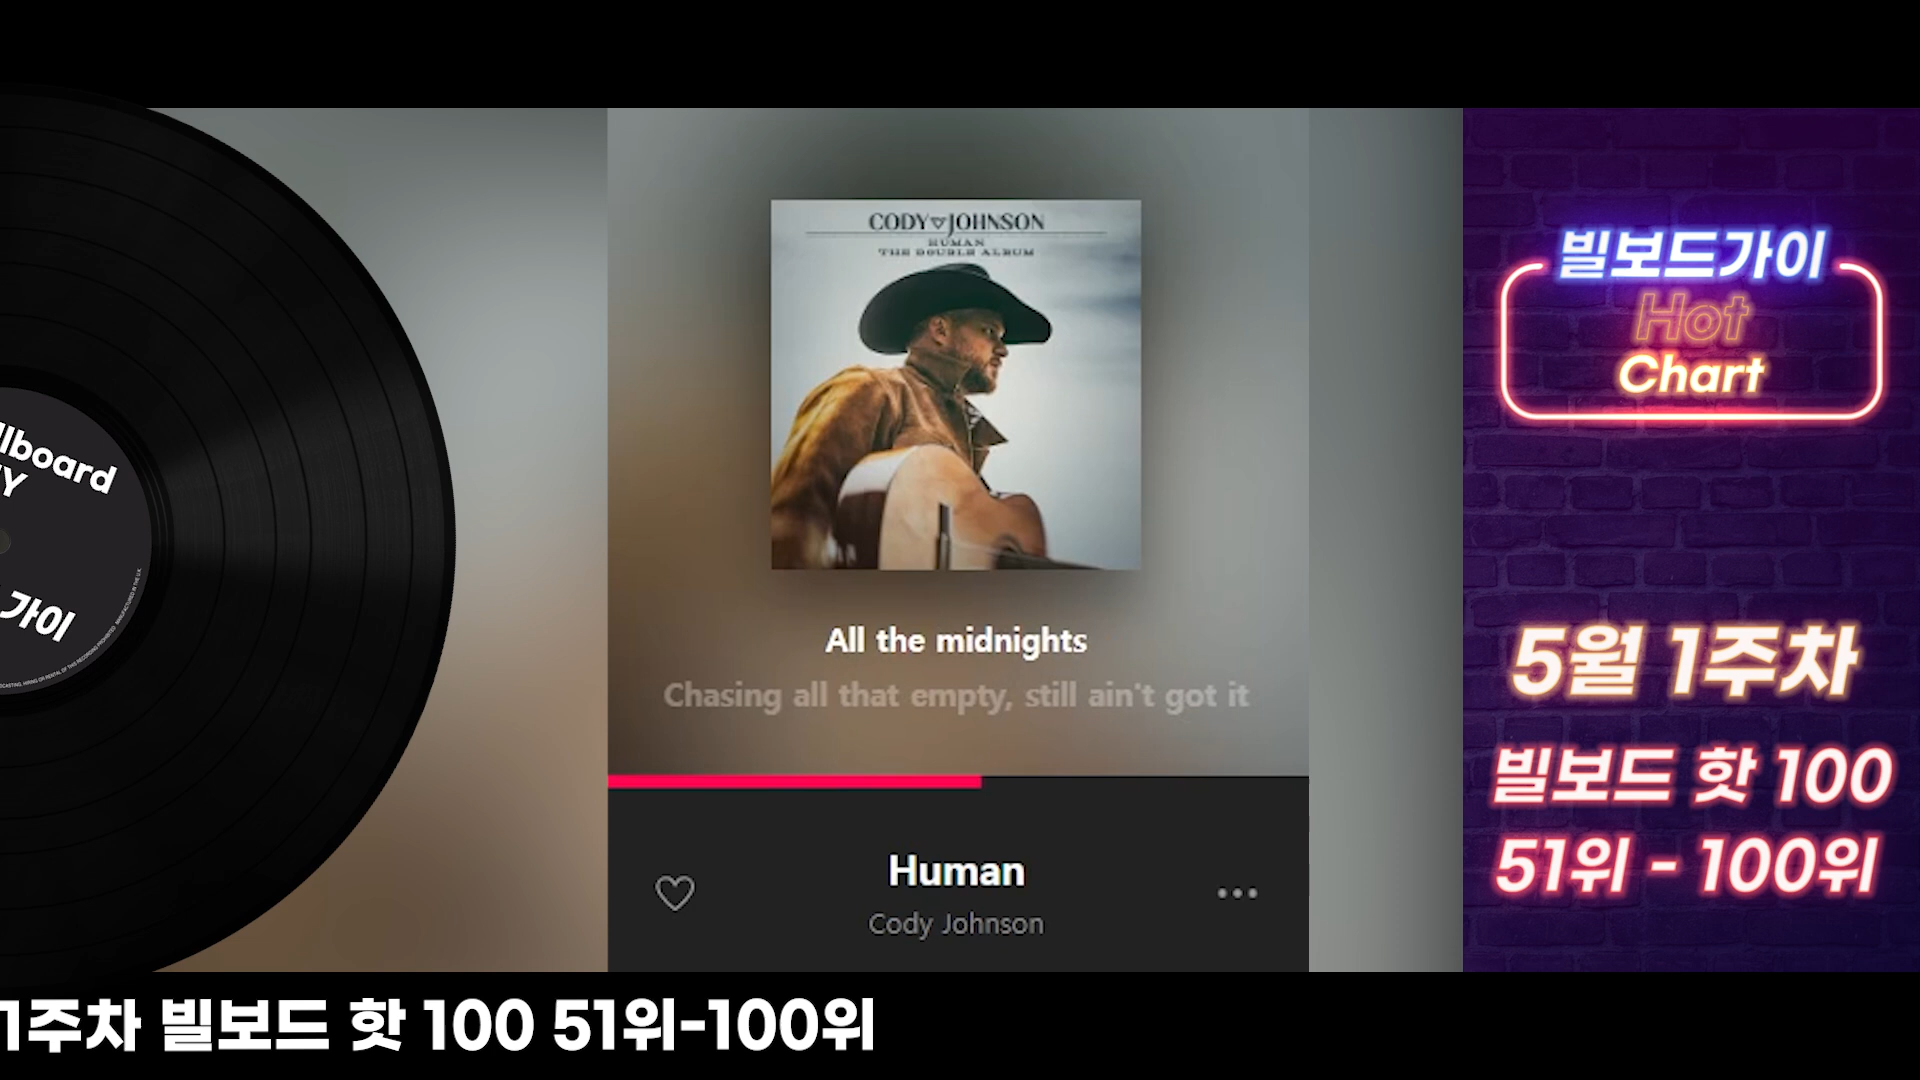 CODY JOHNSON
HUMAN
THE DOUBLE ALBUM
All the midnights
Chasing all that empty, still ain't got it
Human
Cody Johnson
가이
빌보드가이
Hot
Chart
5월 1주차
빌보드 핫 100
51위 - 100위
1주차 빌보드 핫 100 51위-100위